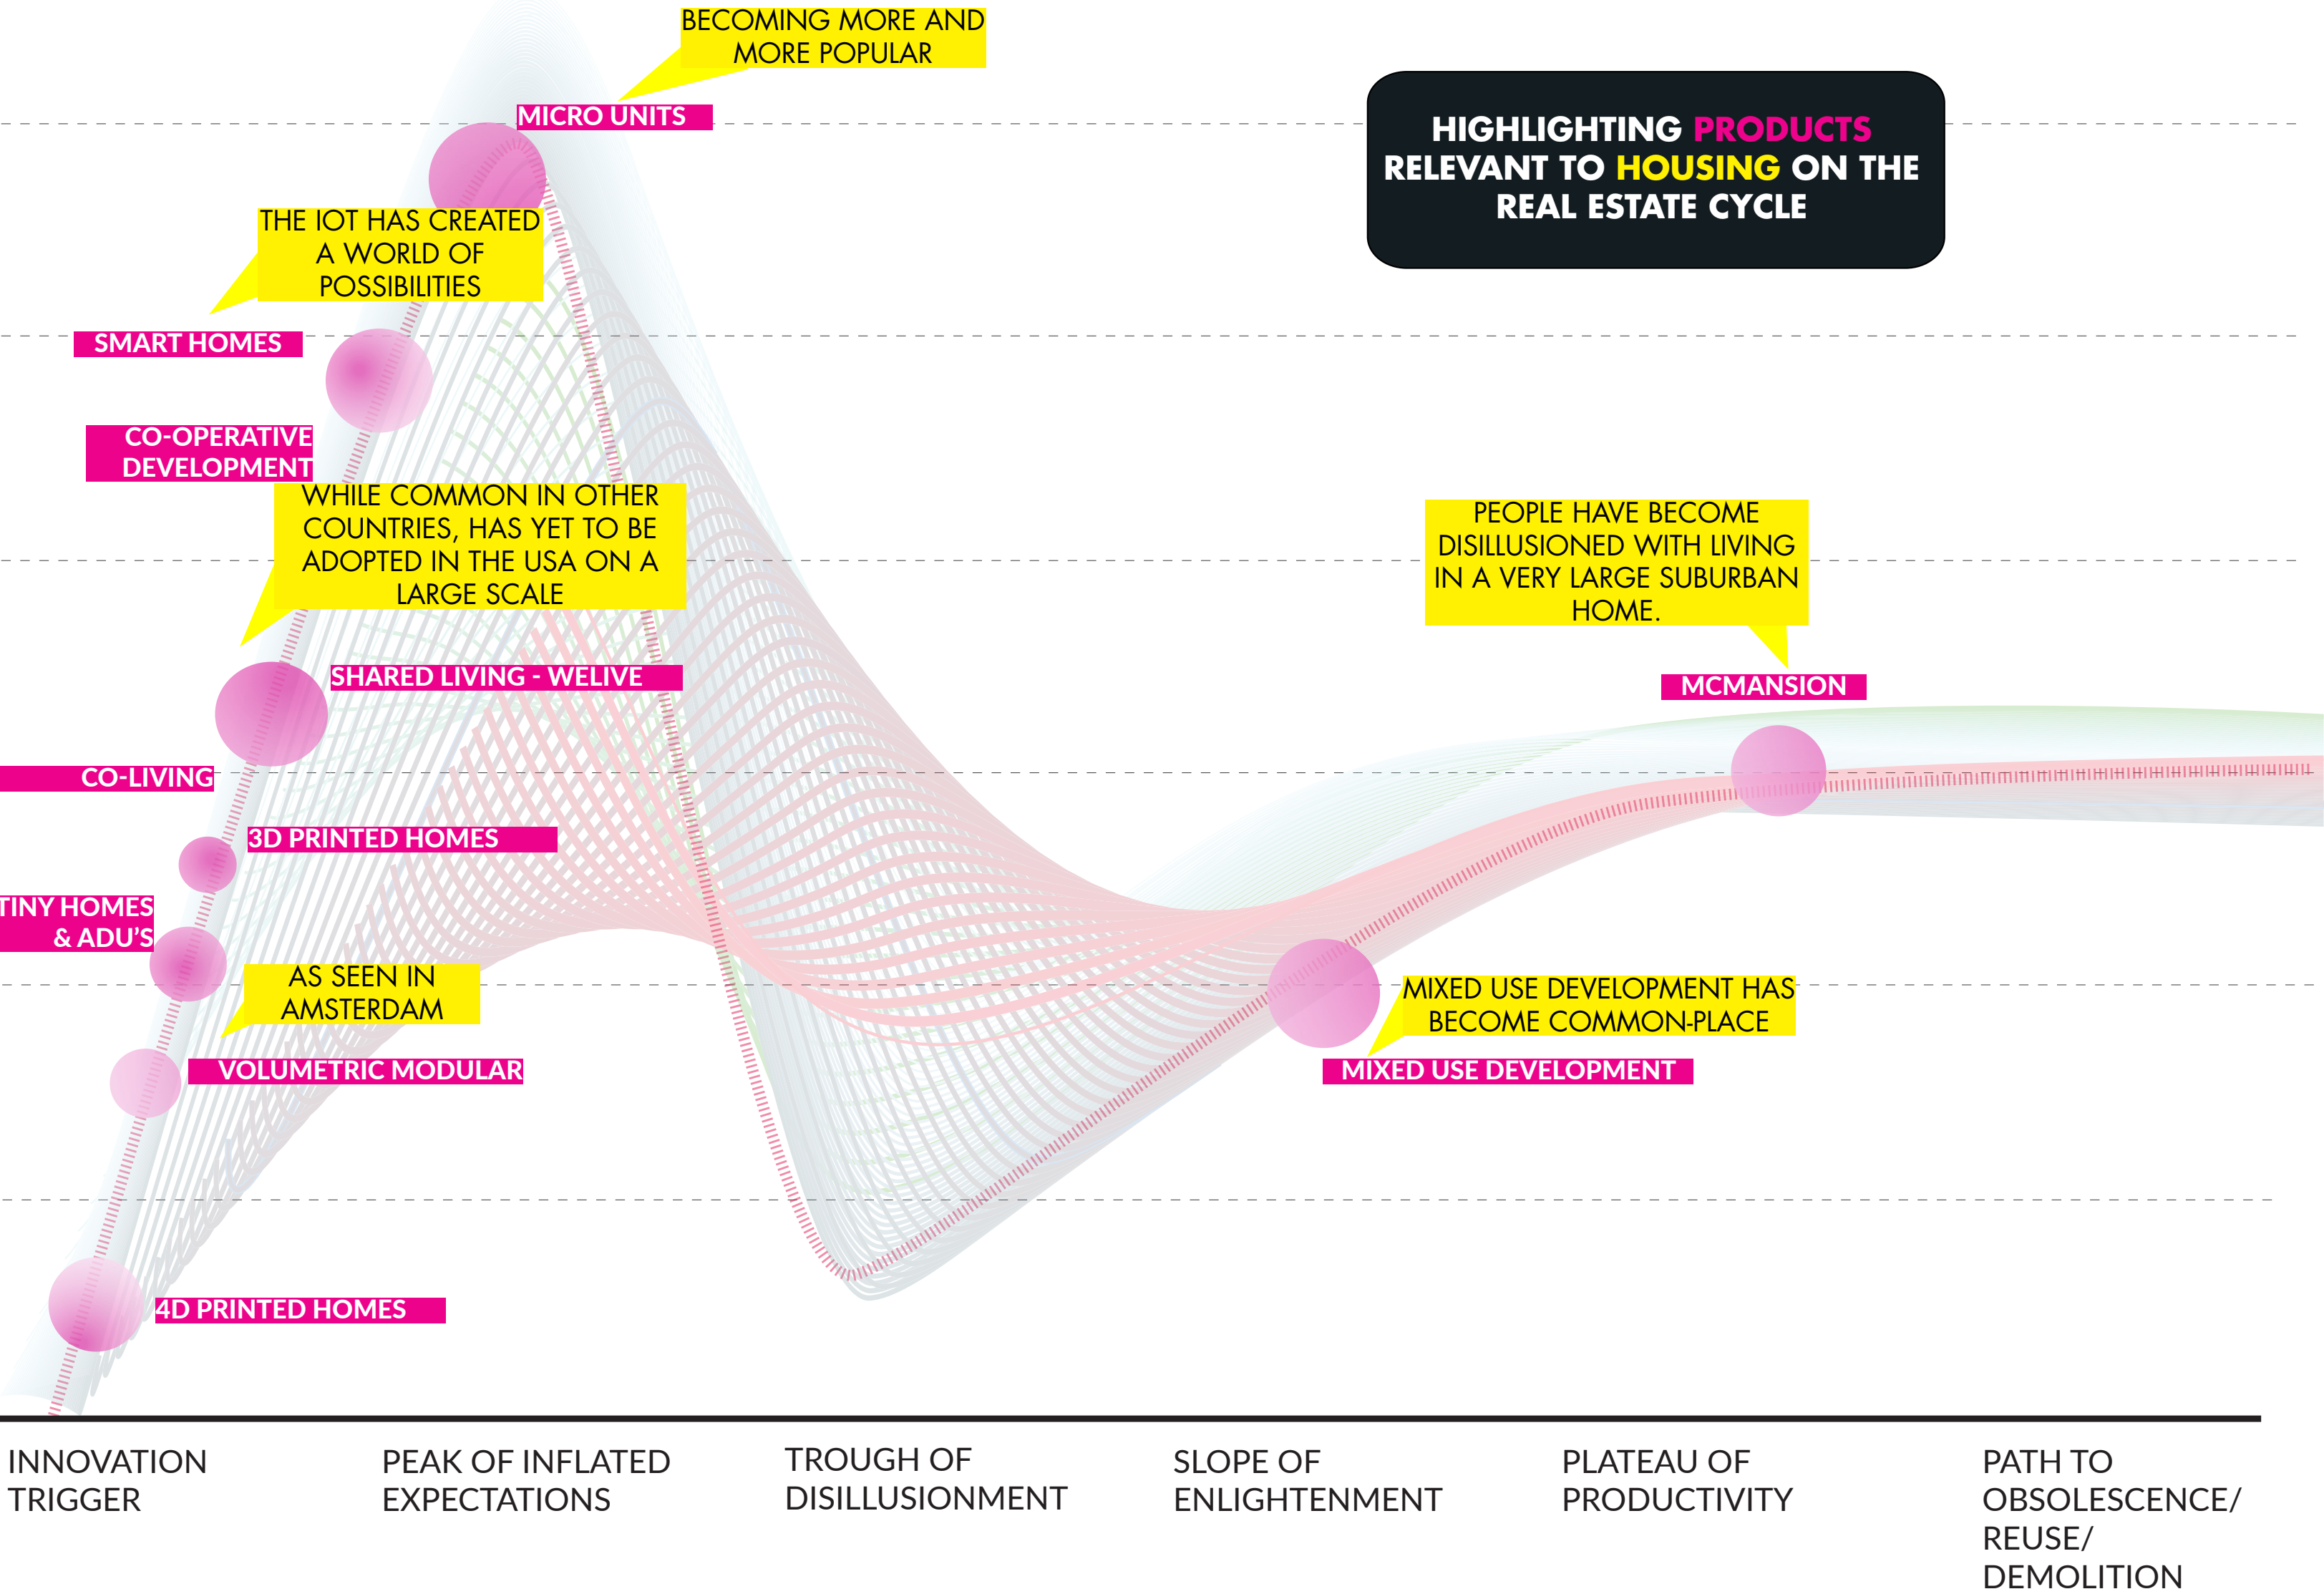 BECOMING MORE AND
MORE POPULAR
MICRO UNITS
HIGHLIGHTING PRODUCTS
RELEVANT TO HOUSING ON THE
REAL ESTATE CYCLE
THE IOT HAS CREATED
A WORLD OF
POSSIBILITIES
SMART HOMES
CO-OPERATIVE
DEVELOPMENT
WHILE COMMON IN OTHER
COUNTRIES, HAS YET TO BE
ADOPTED IN THE USA ON A
LARGE SCALE
PEOPLE HAVE BECOME
DISILLUSIONED WITH LIVING
IN A VERY LARGE SUBURBAN
HOME.
SHARED LIVING - WELIVE
MCMANSION
CO-LIVING
3D PRINTED HOMES
TINY HOMES
& ADU’S
AS SEEN IN
AMSTERDAM
MIXED USE DEVELOPMENT HAS
BECOME COMMON-PLACE
VOLUMETRIC MODULAR
MIXED USE DEVELOPMENT
4D PRINTED HOMES
INNOVATION
TRIGGER
PEAK OF INFLATED
EXPECTATIONS
TROUGH OF
DISILLUSIONMENT
SLOPE OF
ENLIGHTENMENT
PLATEAU OF
PRODUCTIVITY
PATH TO
OBSOLESCENCE/
REUSE/
DEMOLITION